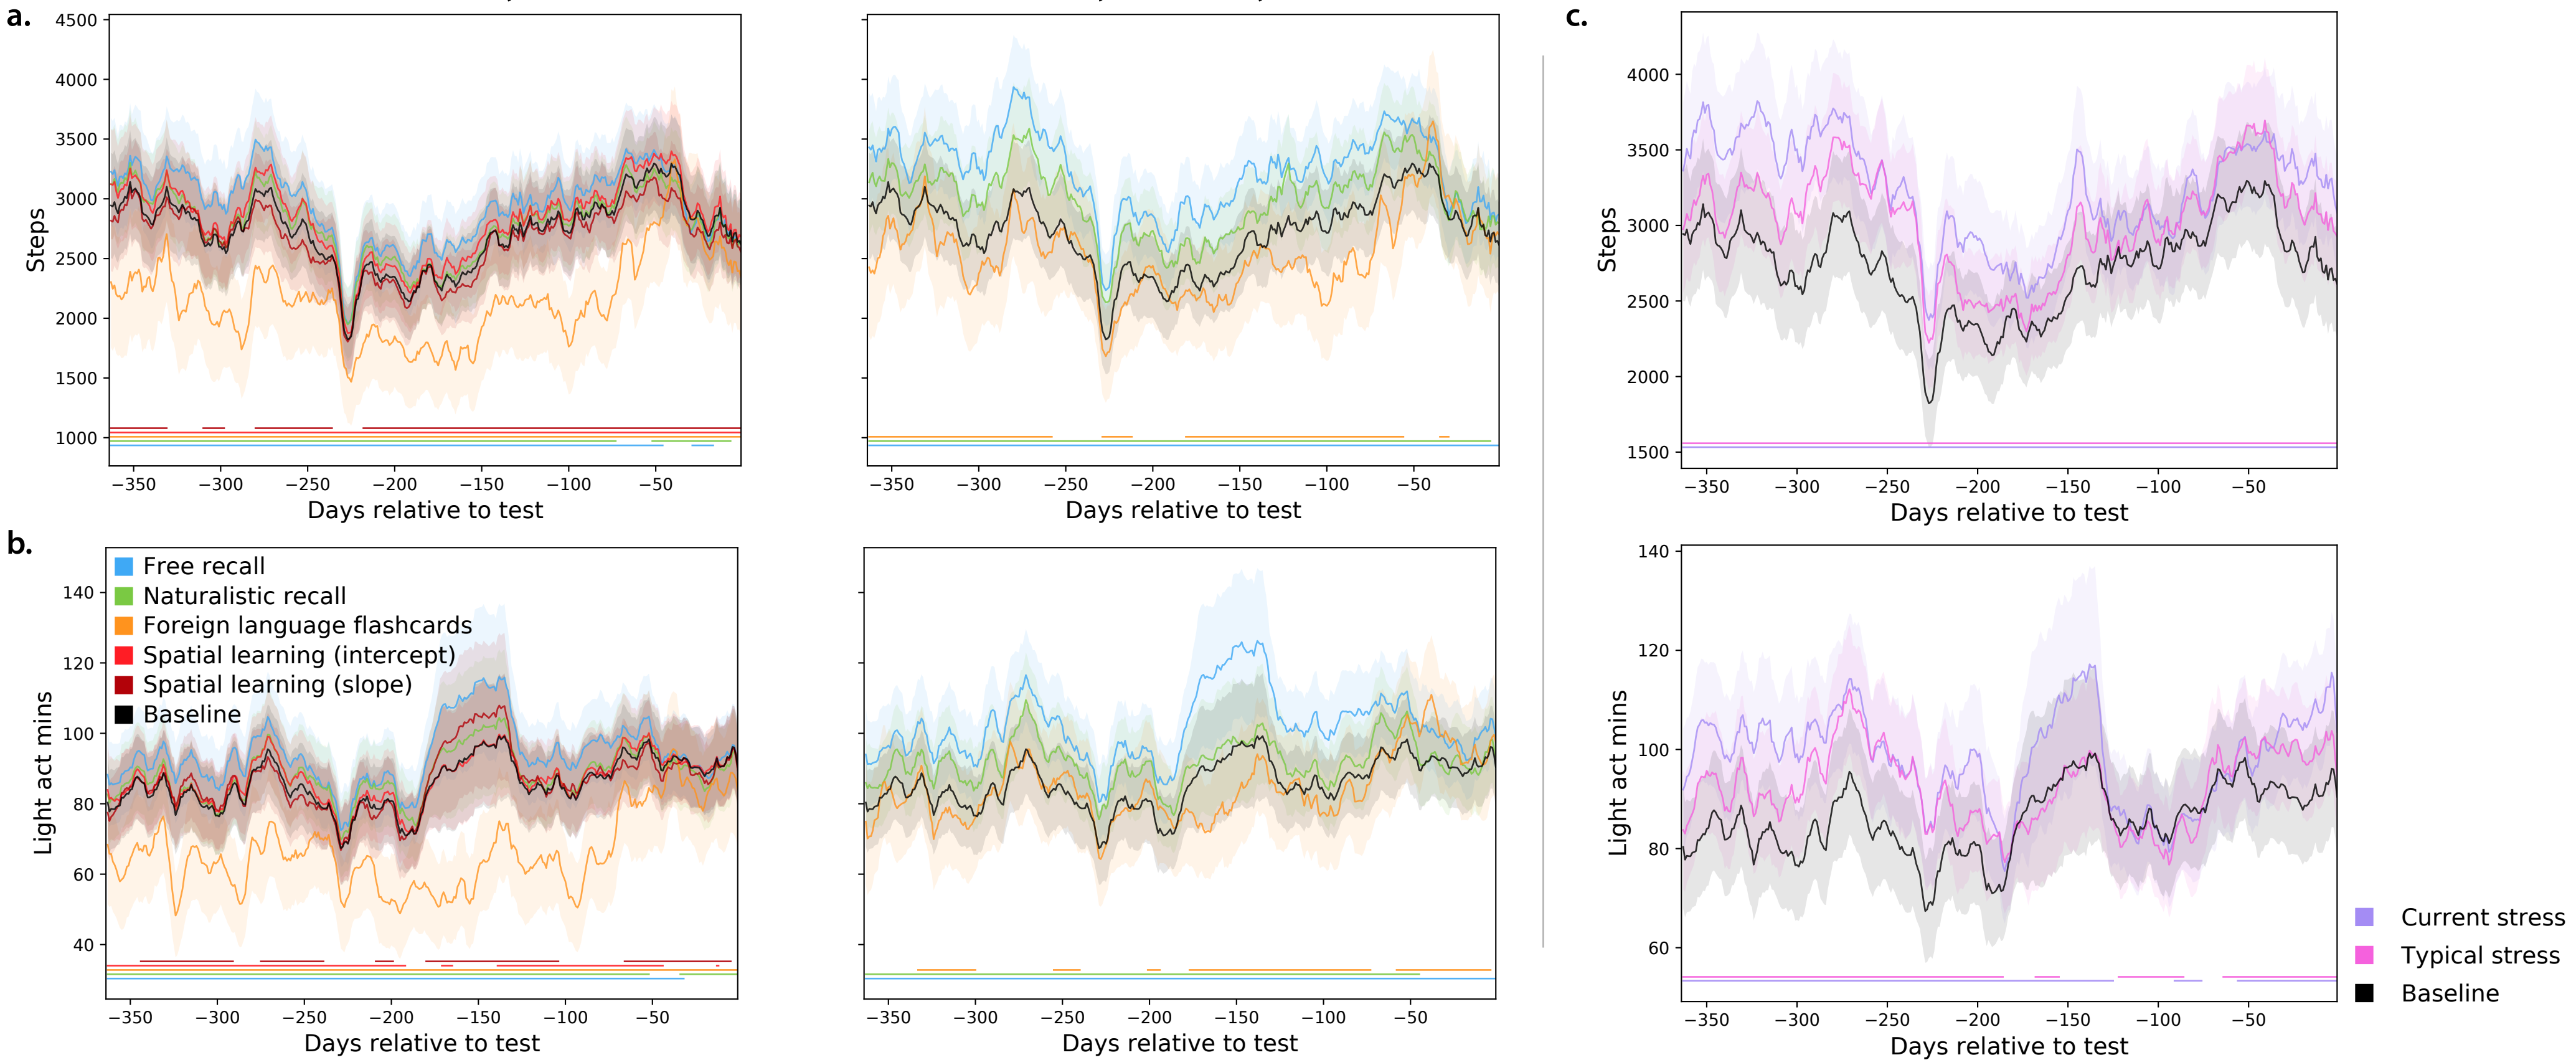 a.
4500
4000
3500
3000
2500
2000
1500
1000
Steps
−350 −300 −250 −200 −150 −100 −50
Days relative to test
−350 −300 −250 −200 −150 −100 −50
Days relative to test
c.
4000
3500
3000
2500
2000
1500
Steps
−350 −300 −250 −200 −150 −100 −50
Days relative to test
b.
140
120
100
80
60
40
Light act mins
Free recall
Naturalistic recall
Foreign language flashcards
Spatial learning (intercept)
Spatial learning (slope)
Baseline
−350 −300 −250 −200 −150 −100 −50
Days relative to test
−350 −300 −250 −200 −150 −100 −50
Days relative to test
140
120
100
80
60
Light act mins
−350 −300 −250 −200 −150 −100 −50
Days relative to test
Current stress
Typical stress
Baseline